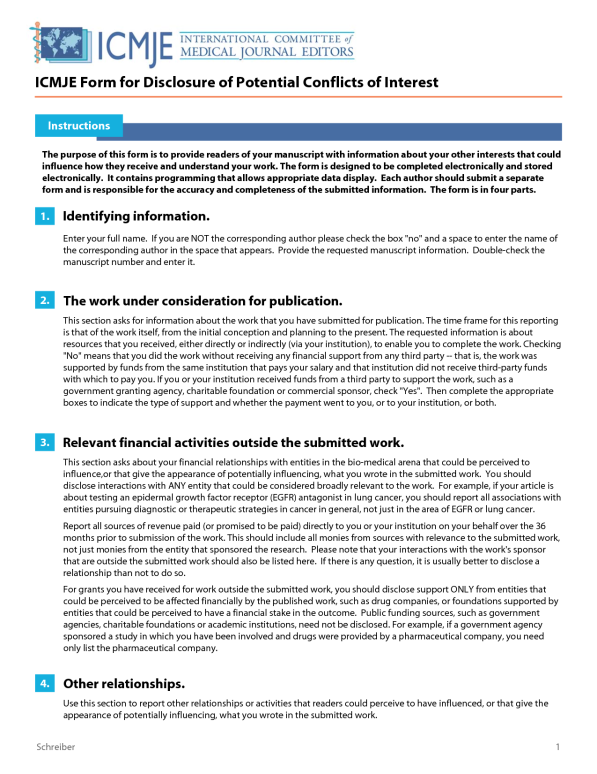 ICMJE
INTERNATIONAL COMMITTEE of
MEDICAL JOURNAL EDITORS
ICMJE Form for Disclosure of Potential Conflicts of Interest
Instructions
The purpose of this form is to provide readers of your manuscript with information about your other interests that could
influence how they receive and understand your work. The form is designed to be completed electronically and stored
electronically. It contains programming that allows appropriate data display. Each author should submit a separate
form and is responsible for the accuracy and completeness of the submitted information. The form is in four parts.
1. Identifying information.
Enter your full name. If you are NOT the corresponding author please check the box "no" and a space to enter the name of
the corresponding author in the space that appears. Provide the requested manuscript information. Double-check the
manuscript number and enter it.
2. The work under consideration for publication.
This section asks for information about the work that you have submitted for publication. The time frame for this reporting
is that of the work itself, from the initial conception and planning to the present. The requested information is about
resources that you received, either directly or indirectly (via your institution), to enable you to complete the work. Checking
"No" means that you did the work without receiving any financial support from any third party -- that is, the work was
supported by funds from the same institution that pays your salary and that institution did not receive third-party funds
with which to pay you. If you or your institution received funds from a third party to support the work, such as a
government granting agency, charitable foundation or commercial sponsor, check "Yes". Then complete the appropriate
boxes to indicate the type of support and whether the payment went to you, or to your institution, or both.
3. Relevant financial activities outside the submitted work.
This section asks about your financial relationships with entities in the bio-medical arena that could be perceived to
influence,or that give the appearance of potentially influencing, what you wrote in the submitted work. You should
disclose interactions with ANY entity that could be considered broadly relevant to the work. For example, if your article is
about testing an epidermal growth factor receptor (EGFR) antagonist in lung cancer, you should report all associations with
entities pursuing diagnostic or therapeutic strategies in cancer in general, not just in the area of EGFR or lung cancer.
Report all sources of revenue paid (or promised to be paid) directly to you or your institution on your behalf over the 36
months prior to submission of the work. This should include all monies from sources with relevance to the submitted work,
not just monies from the entity that sponsored the research. Please note that your interactions with the work's sponsor
that are outside the submitted work should also be listed here. If there is any question, it is usually better to disclose a
relationship than not to do so.
For grants you have received for work outside the submitted work, you should disclose support ONLY from entities that
could be perceived to be affected financially by the published work, such as drug companies, or foundations supported by
entities that could be perceived to have a financial stake in the outcome. Public funding sources, such as government
agencies, charitable foundations or academic institutions, need not be disclosed. For example, if a government agency
sponsored a study in which you have been involved and drugs were provided by a pharmaceutical company, you need
only list the pharmaceutical company.
4. Other relationships.
Use this section to report other relationships or activities that readers could perceive to have influenced, or that give the
appearance of potentially influencing, what you wrote in the submitted work.
Schreiber 1